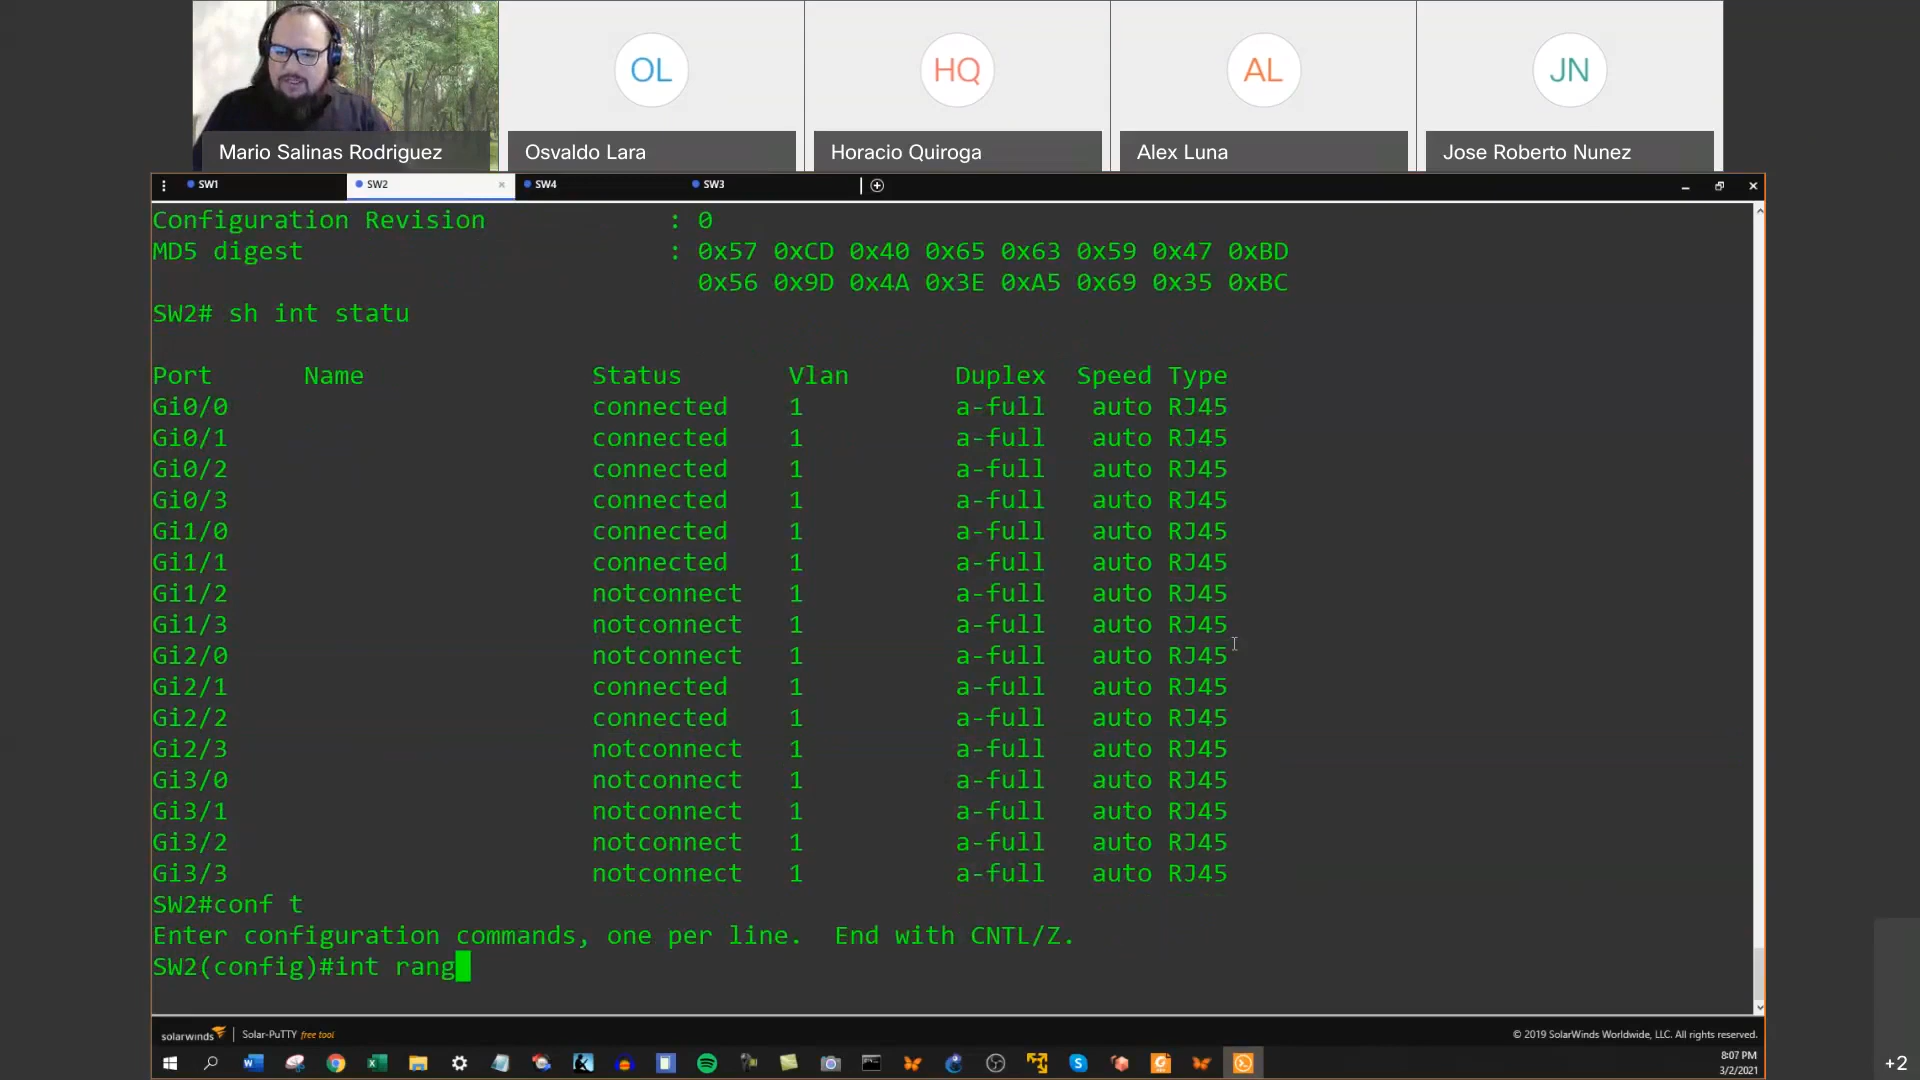 OL
HQ
AL
JN
Mario Salinas Rodriguez
Osvaldo Lara
Horacio Quiroga
Alex Luna
Jose Roberto Nunez
SW1
SW2
SW4
SW3
Configuration Revision : 0
MD5 digest : 0x57 0xCD 0x40 0x65 0x63 0x59 0x47 0xBD
0x56 0x9D 0x4A 0x3E 0xA5 0x69 0x35 0xBC
SW2# sh int statu
Port Name Status Vlan Duplex Speed Type
Gi0/0 connected 1 a-full auto RJ45
Gi0/1 connected 1 a-full auto RJ45
Gi0/2 connected 1 a-full auto RJ45
Gi0/3 connected 1 a-full auto RJ45
Gi1/0 connected 1 a-full auto RJ45
Gi1/1 connected 1 a-full auto RJ45
Gi1/2 notconnect 1 a-full auto RJ45
Gi1/3 notconnect 1 a-full auto RJ45
Gi2/0 notconnect 1 a-full auto RJ45
Gi2/1 connected 1 a-full auto RJ45
Gi2/2 connected 1 a-full auto RJ45
Gi2/3 notconnect 1 a-full auto RJ45
Gi3/0 notconnect 1 a-full auto RJ45
Gi3/1 notconnect 1 a-full auto RJ45
Gi3/2 notconnect 1 a-full auto RJ45
Gi3/3 notconnect 1 a-full auto RJ45
SW2#conf t
Enter configuration commands, one per line. End with CNTL/Z.
SW2(config)#int rang
solarwinds Solar-PuTTY free tool
© 2019 SolarWinds Worldwide, LLC. All rights reserved.
8:07 PM
3/2/2021
+2